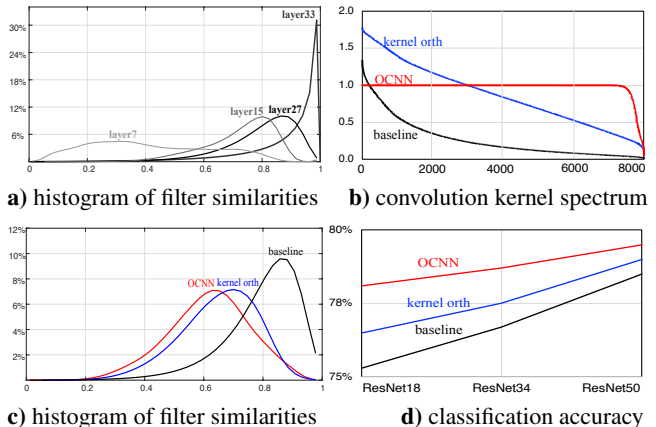 30%
24%
18%
12%
6%
0
0.2
0.4
0.6
0.8
1
layer33
layer27
layer15
layer7
a) histogram of filter similarities
2.0
1.5
1.0
0.5
0.0
0
2000
4000
6000
8000
kernel orth
OCNN
baseline
b) convolution kernel spectrum
12%
10%
8%
6%
4%
2%
0
0.2
0.4
0.6
0.8
1
baseline
OCNN
kernel orth
c) histogram of filter similarities
80%
78%
75%
OCNN
kernel orth
baseline
ResNet18
ResNet34
ResNet50
d) classification accuracy